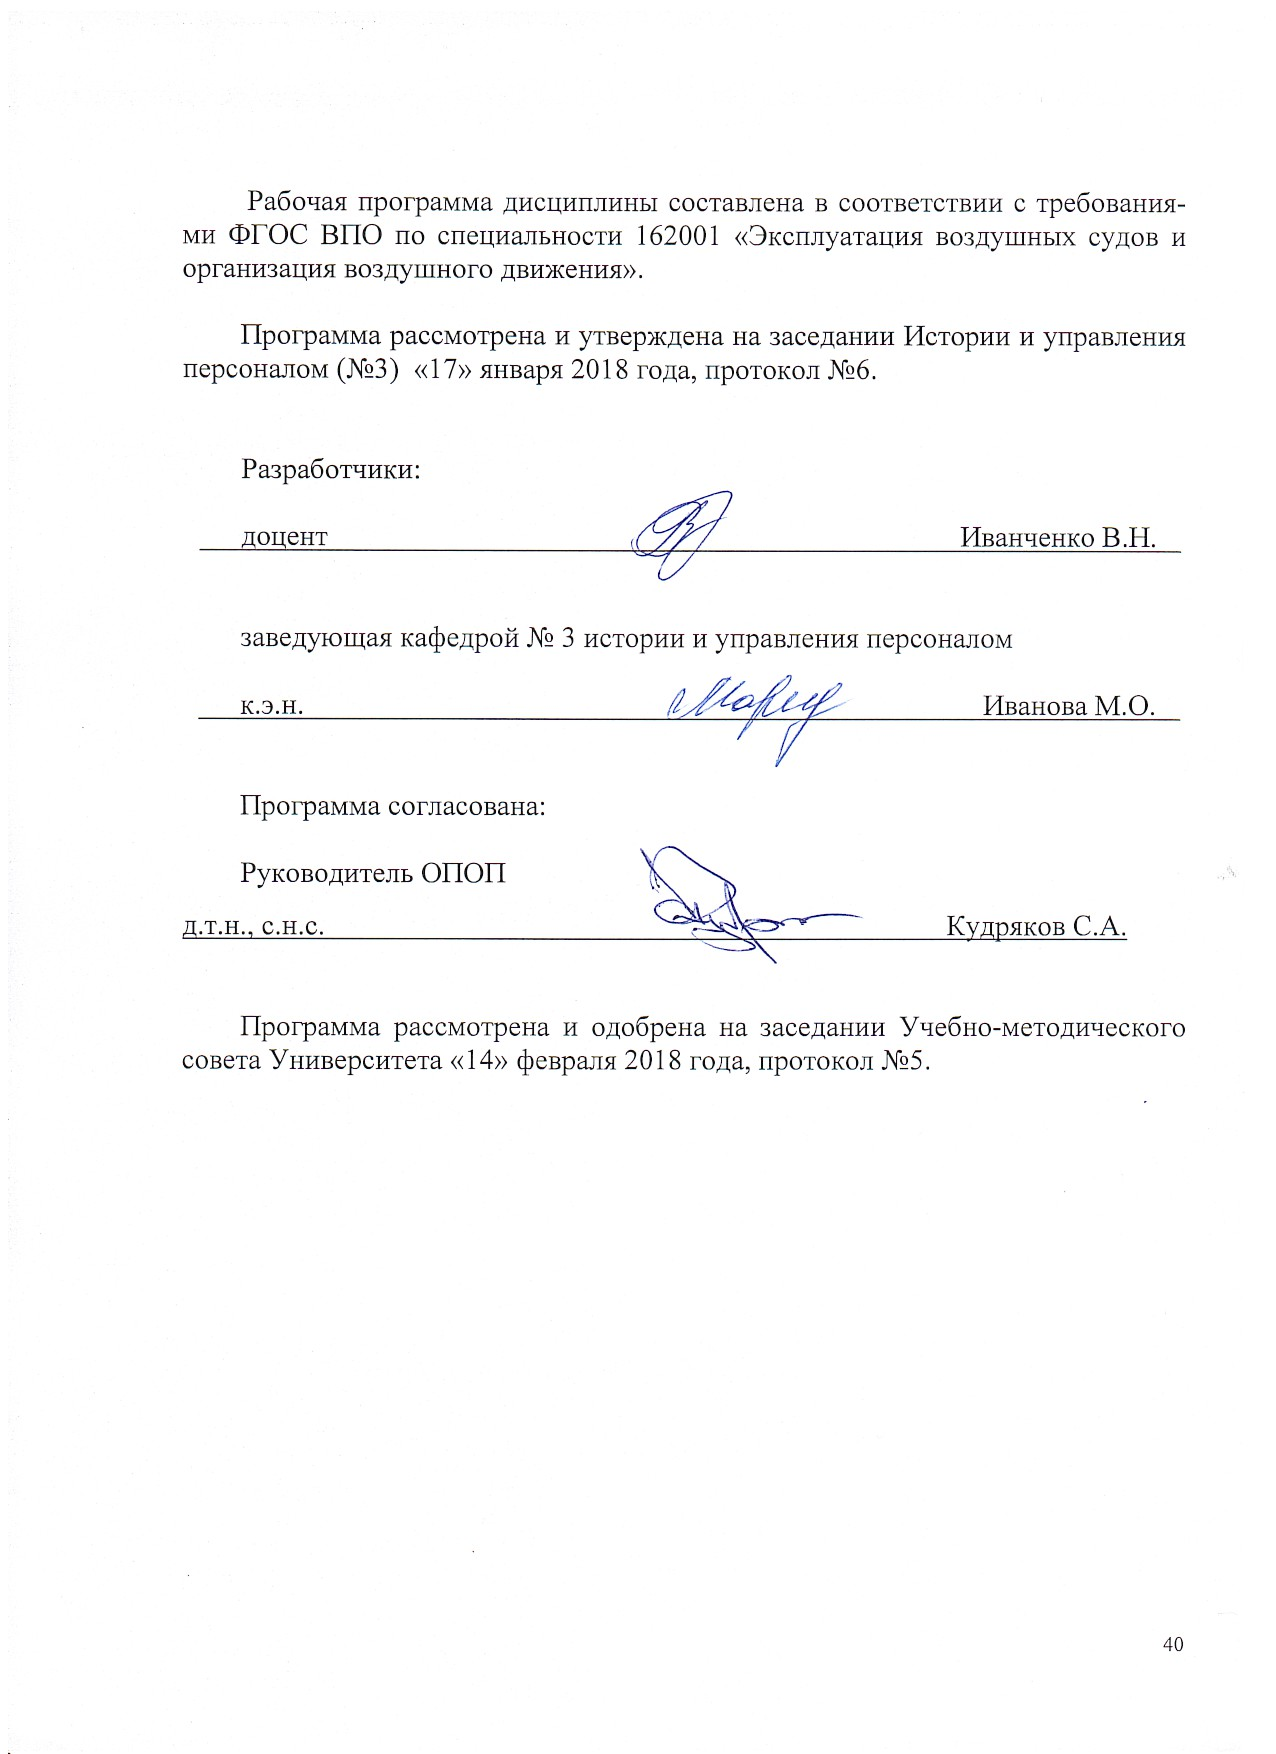 Рабочая программа дисциплины составлена в соответствии с требования-
ми ФГОС ВПО по специальности 162001 «Эксплуатация воздушных судов и
организация воздушного движения».
Программа рассмотрена и утверждена на заседании Истории и управления
персоналом (№3) «17» января 2018 года, протокол №6.
Разработчики:
доцент Иванченко В.Н.
заведующая кафедрой № 3 истории и управления персоналом
к.э.н. Иванова М.О.
Программа согласована:
Руководитель ОПОП
д.т.н., с.н.с. Кудряков С.А.
Программа рассмотрена и одобрена на заседании Учебно-методического
совета Университета «14» февраля 2018 года, протокол №5.
40